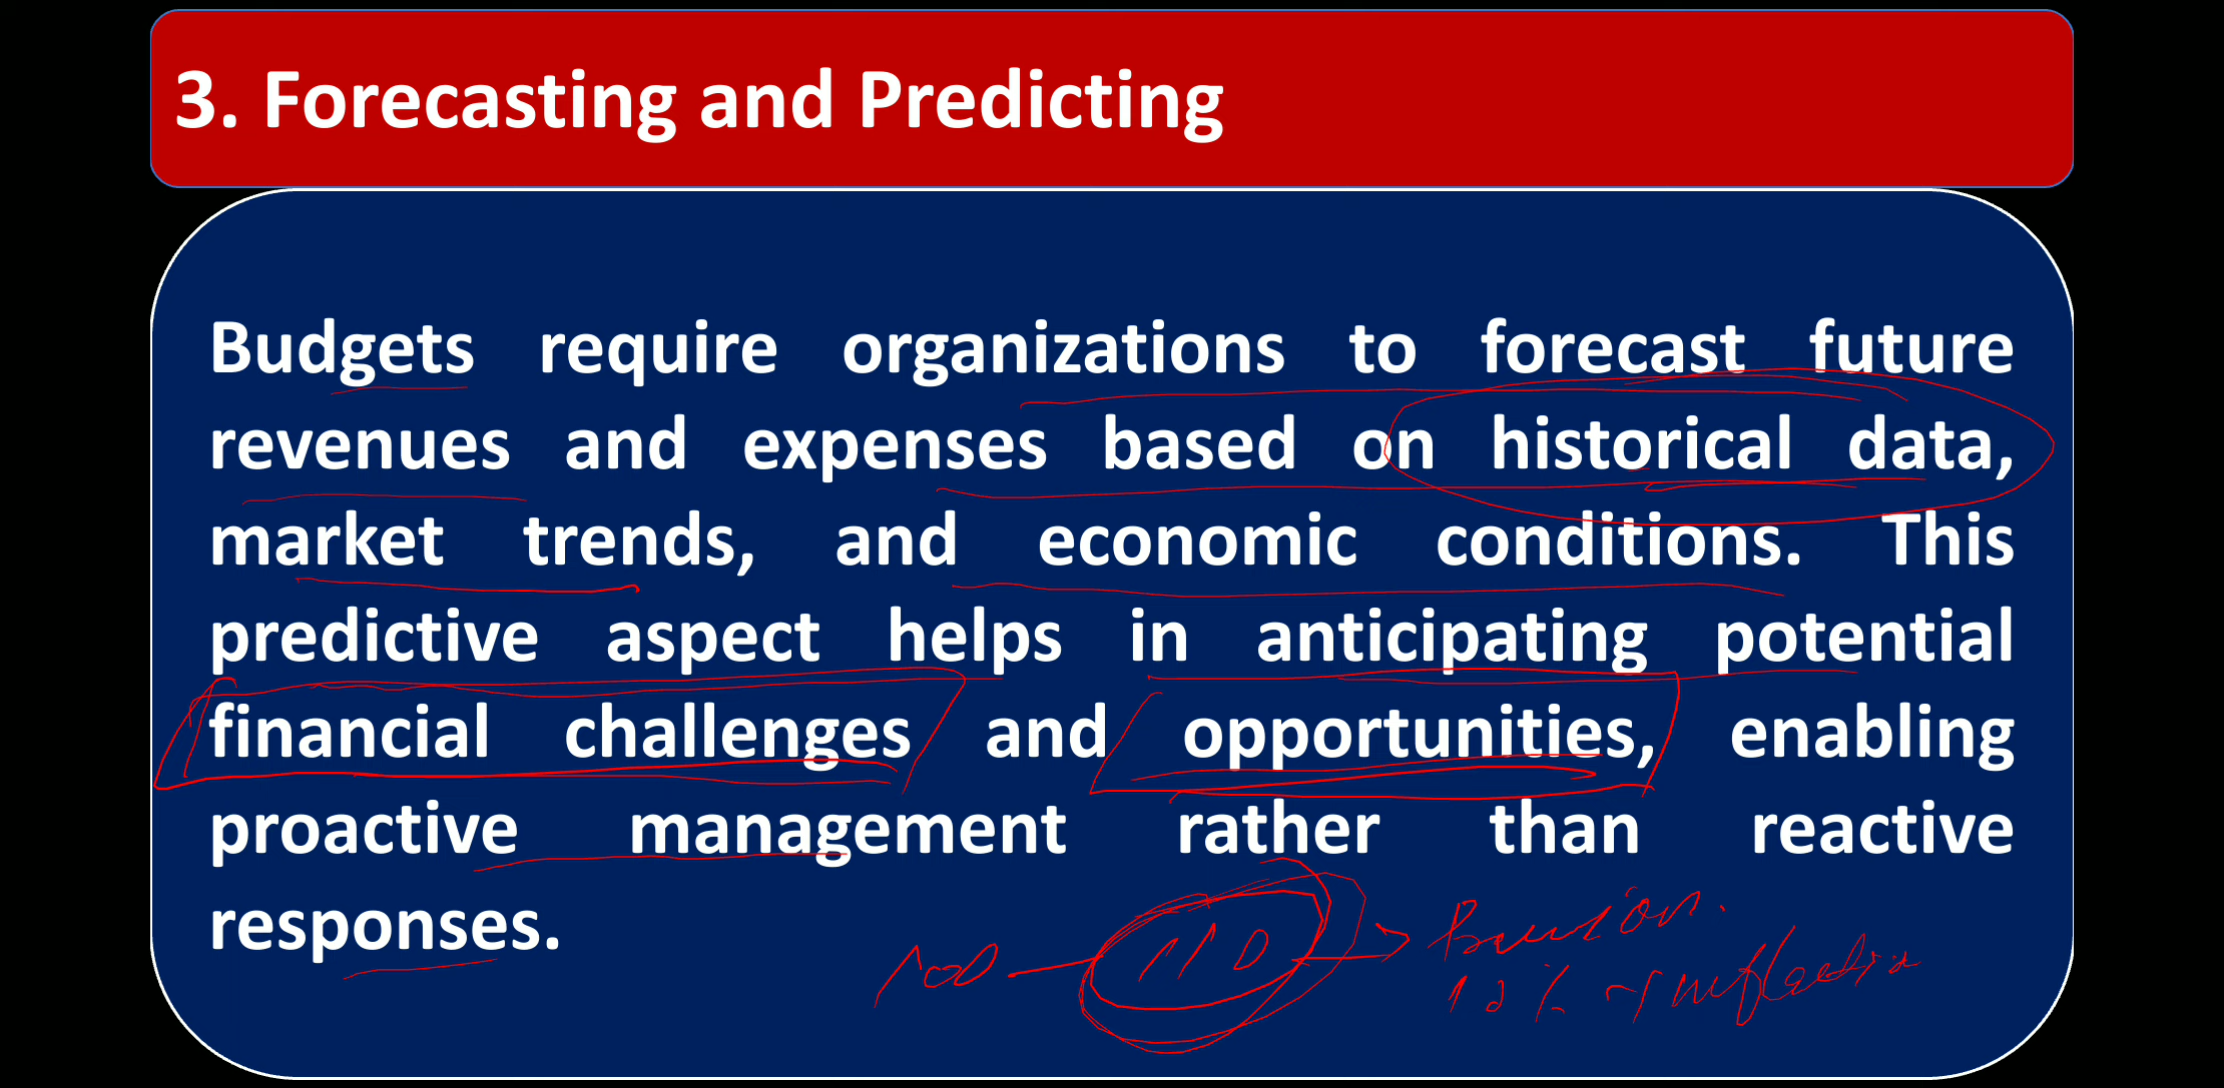 3. Forecasting and Predicting
Budgets require organizations to forecast future
revenues and expenses based on historical data,
market trends, and economic conditions. This
predictive aspect helps in anticipating potential
financial challenges and opportunities, enabling
proactive management rather than reactive
responses.
110
10%